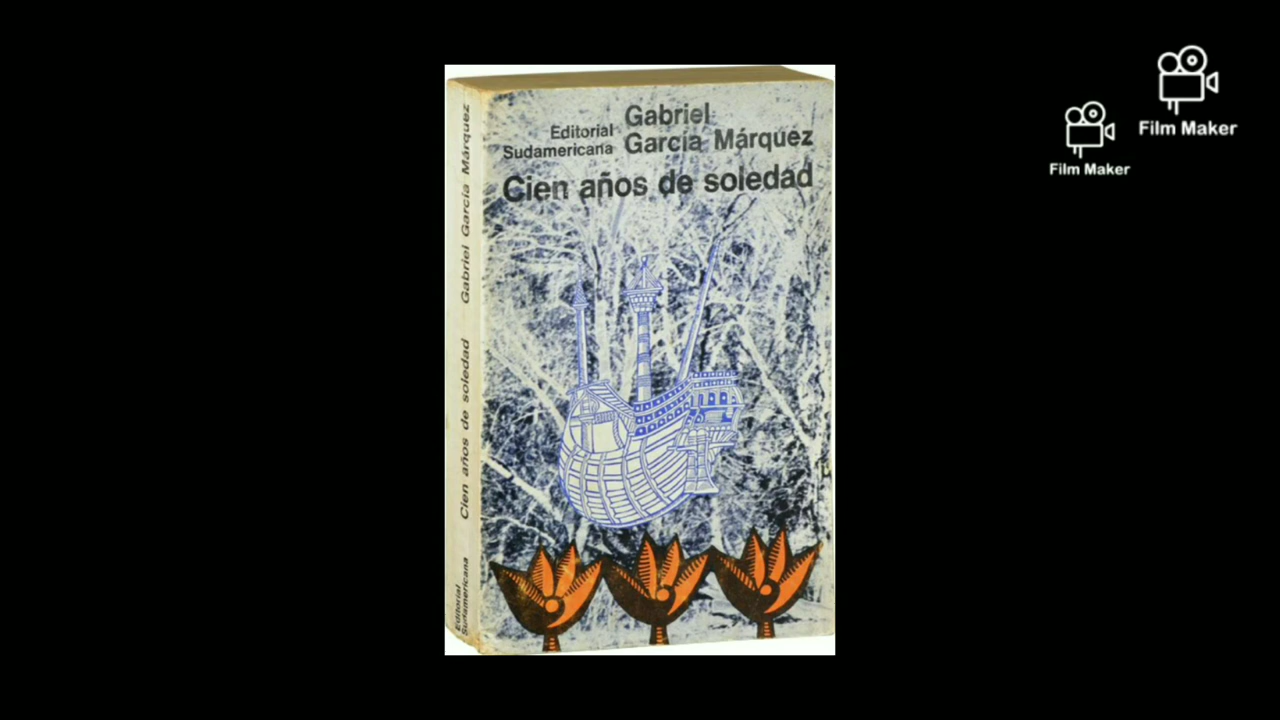 Gabriel
García Márquez
Editorial
Sudamericana
Cien años de soledad
Gabriel García Márquez
Cien años de soledad
Editorial
Sudamericana
Film Maker
Film Maker